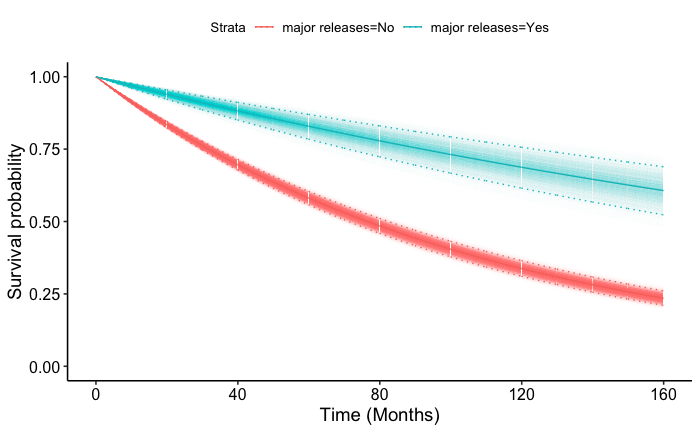 Strata major releases=No major releases=Yes
Survival probability
1.00
0.75
0.50
0.25
0.00
0 40 80 120 160
Time (Months)